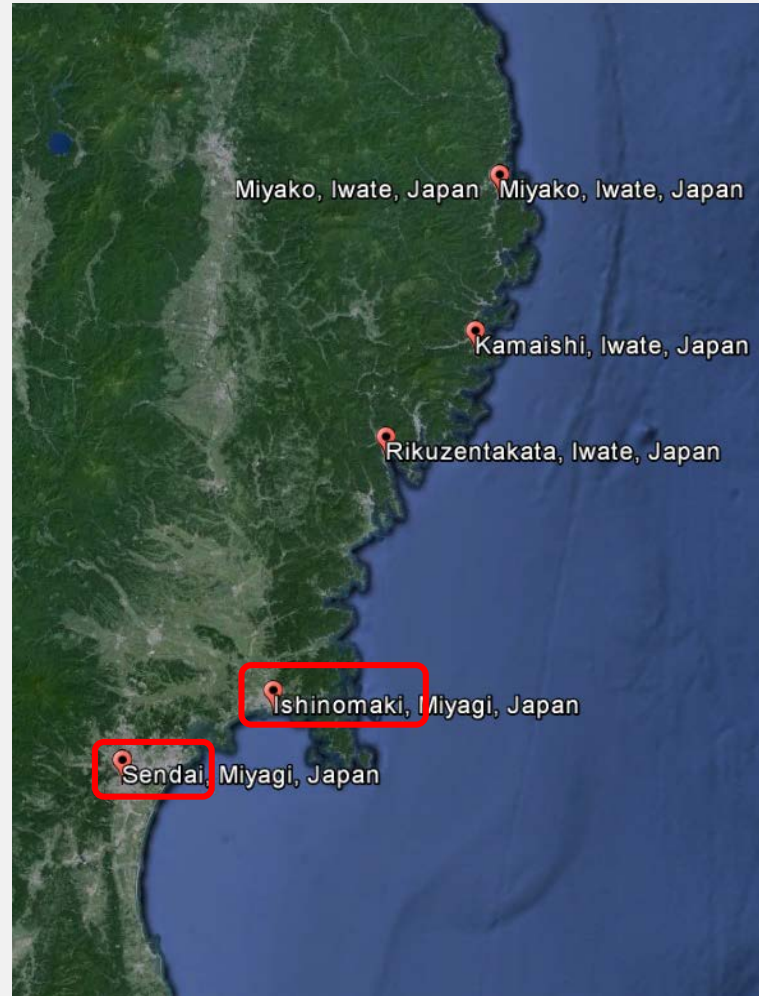 Miyako, Iwate, Japan Miyako, Iwate, Japan
Kamaishi, Iwate, Japan
Rikuzentakata, Iwate, Japan
Ishinomaki, Miyagi, Japan
Sendai, Miyagi, Japan